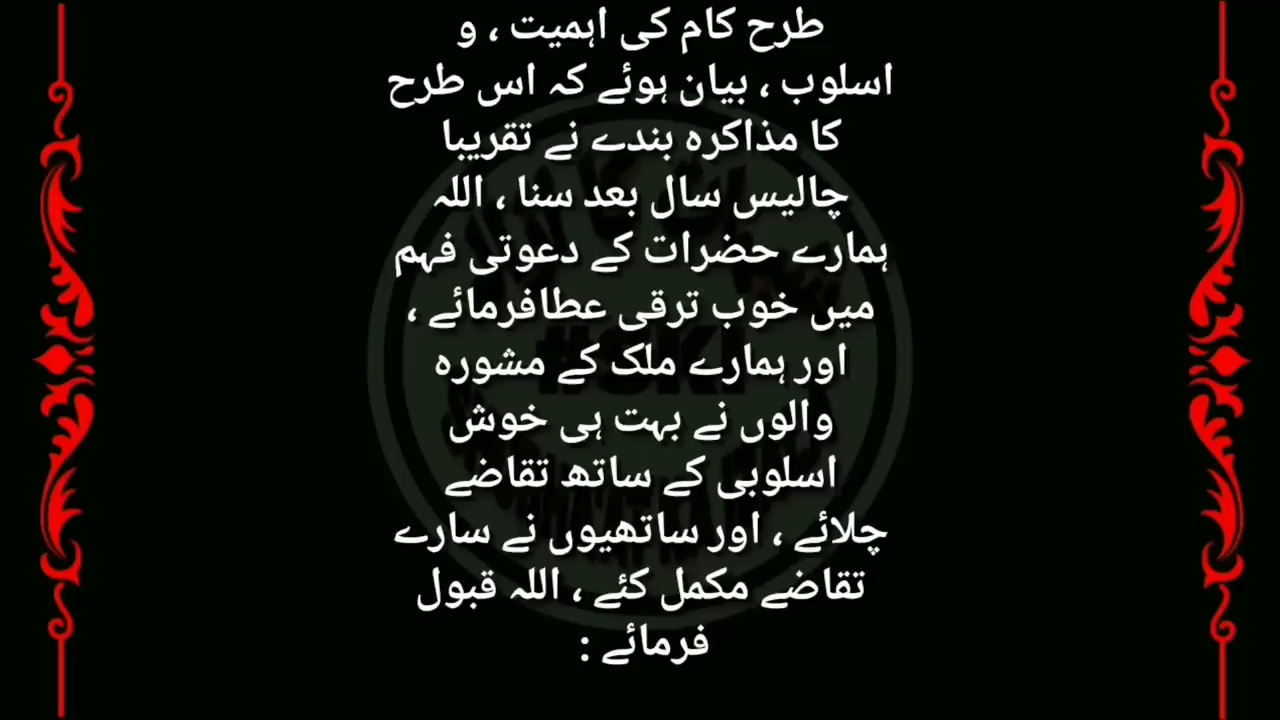 طرح کام کی اہمیت ، و
اسلوب ، بیان ہوئے کہ اس طرح
کا مذاکرہ بندے نے تقریبا
چالیس سال بعد سنا ، اللہ
ہمارے حضرات کے دعوتی فہم
میں خوب ترقی عطافرمائے ،
اور ہمارے ملک کے مشورہ
والوں نے بہت ہی خوش
اسلوبی کے ساتھ تقاضے
چلائے ، اور ساتھیوں نے سارے
تقاضے مکمل کئے ، اللہ قبول
فرمائے :
#SKI